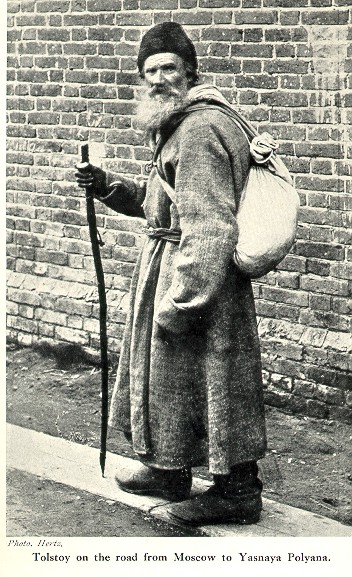 Photo. Hertz.
Tolstoy on the road from Moscow to Yasnaya Polyana.